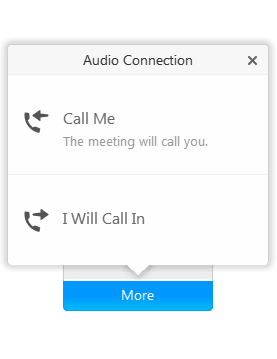 Audio Connection
Call Me
The meeting will call you.
I Will Call In
More